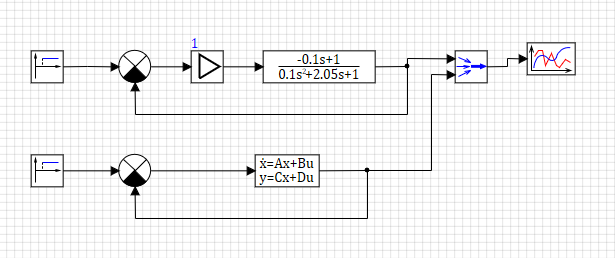 1
-0.1s+1
0.1s²+2.05s+1
ẋ=Ax+Bu
y=Cx+Du